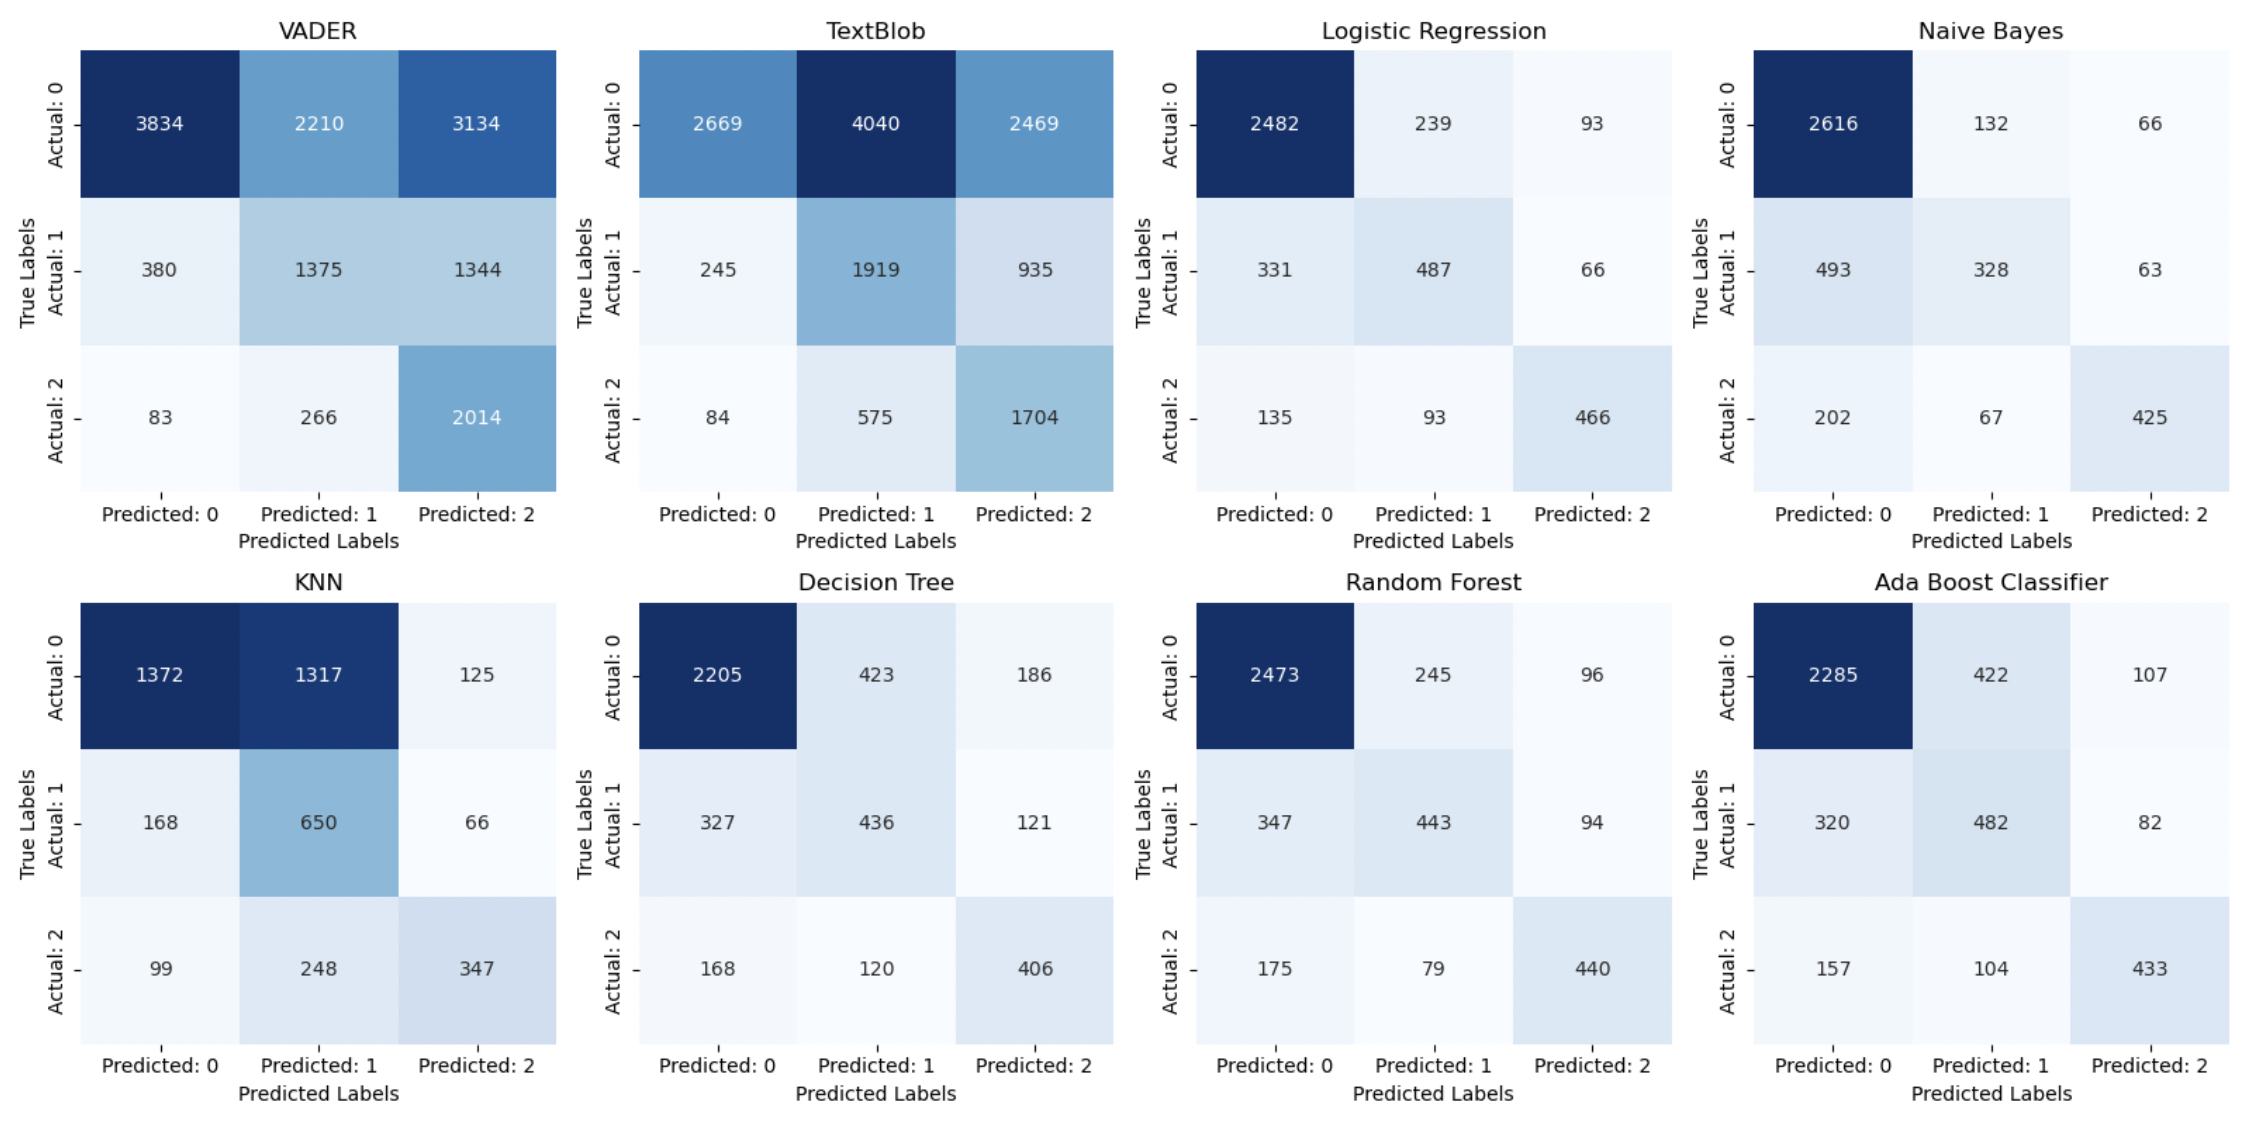 VADER
Actual: 0
3834 2210 3134
True Labels
Actual: 1
380 1375 1344
Actual: 2
83 266 2014
Predicted: 0 Predicted: 1 Predicted: 2
Predicted Labels
TextBlob
Actual: 0
2669 4040 2469
True Labels
Actual: 1
245 1919 935
Actual: 2
84 575 1704
Predicted: 0 Predicted: 1 Predicted: 2
Predicted Labels
Logistic Regression
Actual: 0
2482 239 93
True Labels
Actual: 1
331 487 66
Actual: 2
135 93 466
Predicted: 0 Predicted: 1 Predicted: 2
Predicted Labels
Naive Bayes
Actual: 0
2616 132 66
True Labels
Actual: 1
493 328 63
Actual: 2
202 67 425
Predicted: 0 Predicted: 1 Predicted: 2
Predicted Labels
KNN
Actual: 0
1372 1317 125
True Labels
Actual: 1
168 650 66
Actual: 2
99 248 347
Predicted: 0 Predicted: 1 Predicted: 2
Predicted Labels
Decision Tree
Actual: 0
2205 423 186
True Labels
Actual: 1
327 436 121
Actual: 2
168 120 406
Predicted: 0 Predicted: 1 Predicted: 2
Predicted Labels
Random Forest
Actual: 0
2473 245 96
True Labels
Actual: 1
347 443 94
Actual: 2
175 79 440
Predicted: 0 Predicted: 1 Predicted: 2
Predicted Labels
Ada Boost Classifier
Actual: 0
2285 422 107
True Labels
Actual: 1
320 482 82
Actual: 2
157 104 433
Predicted: 0 Predicted: 1 Predicted: 2
Predicted Labels